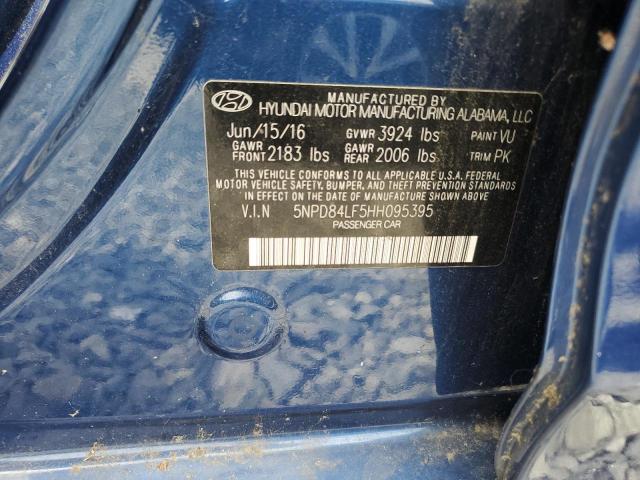 MANUFACTURED BY
HYUNDAI MOTOR MANUFACTURING ALABAMA, LLC
Jun/15/16 GVWR 3924 lbs PAINT VU
GAWR FRONT 2183 lbs GAWR REAR 2006 lbs TRIM PK
THIS VEHICLE CONFORMS TO ALL APPLICABLE U.S.A. FEDERAL
MOTOR VEHICLE SAFETY, BUMPER, AND THEFT PREVENTION
STANDARDS IN EFFECT ON THE DATE OF MANUFACTURE SHOWN ABOVE.
V.I.N 5NPD84LF5HH095395
PASSENGER CAR